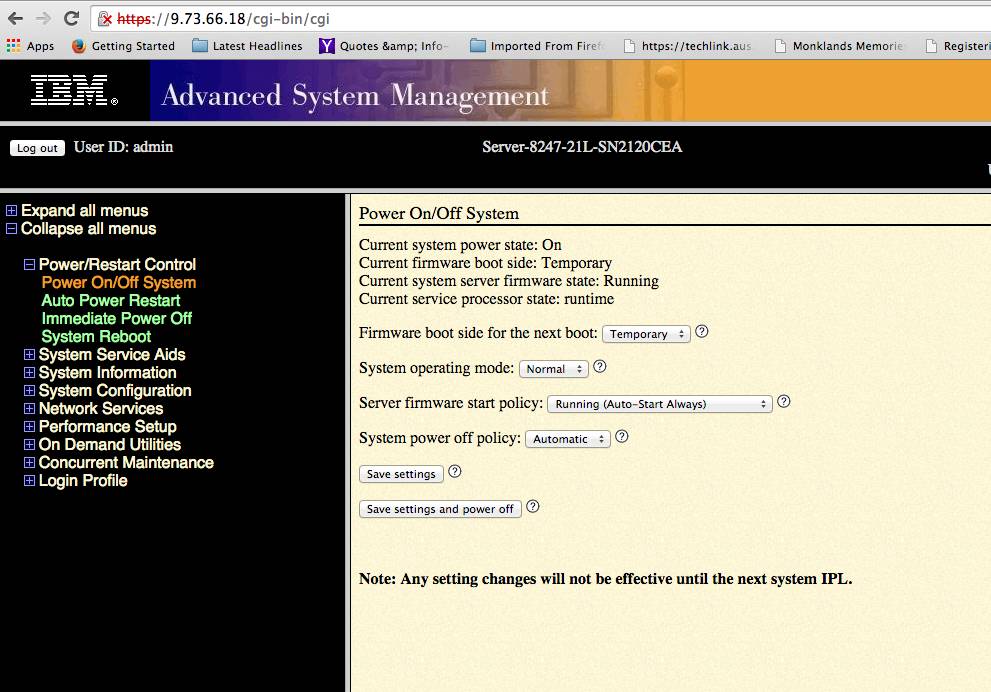 https://9.73.66.18/cgi-bin/cgi
Apps Getting Started Latest Headlines Quotes &amp; Info- Imported From Firef https://techlink.aus Monklands Memorie Registeri
IBM® Advanced System Management
Log out User ID: admin Server-8247-21L-SN2120CEA
Expand all menus
Collapse all menus
Power/Restart Control
Power On/Off System
Auto Power Restart
Immediate Power Off
System Reboot
System Service Aids
System Information
System Configuration
Network Services
Performance Setup
On Demand Utilities
Concurrent Maintenance
Login Profile
Power On/Off System
Current system power state: On
Current firmware boot side: Temporary
Current system server firmware state: Running
Current service processor state: runtime
Firmware boot side for the next boot: Temporary ?
System operating mode: Normal ?
Server firmware start policy: Running (Auto-Start Always) ?
System power off policy: Automatic ?
Save settings ?
Save settings and power off ?
Note: Any setting changes will not be effective until the next system IPL.